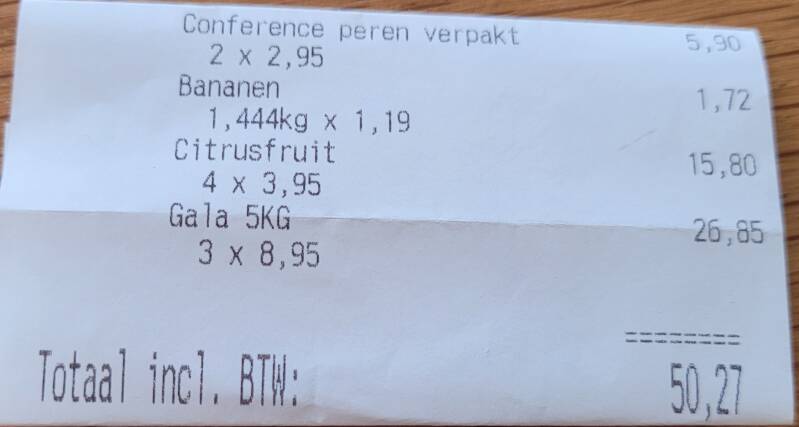 Conference peren verpakt 5,90
2 x 2,95
Bananen 1,72
1,444kg x 1,19
Citrusfruit 15,80
4 x 3,95
Gala 5KG 26,85
3 x 8,95
========
Totaal incl. BTW: 50,27